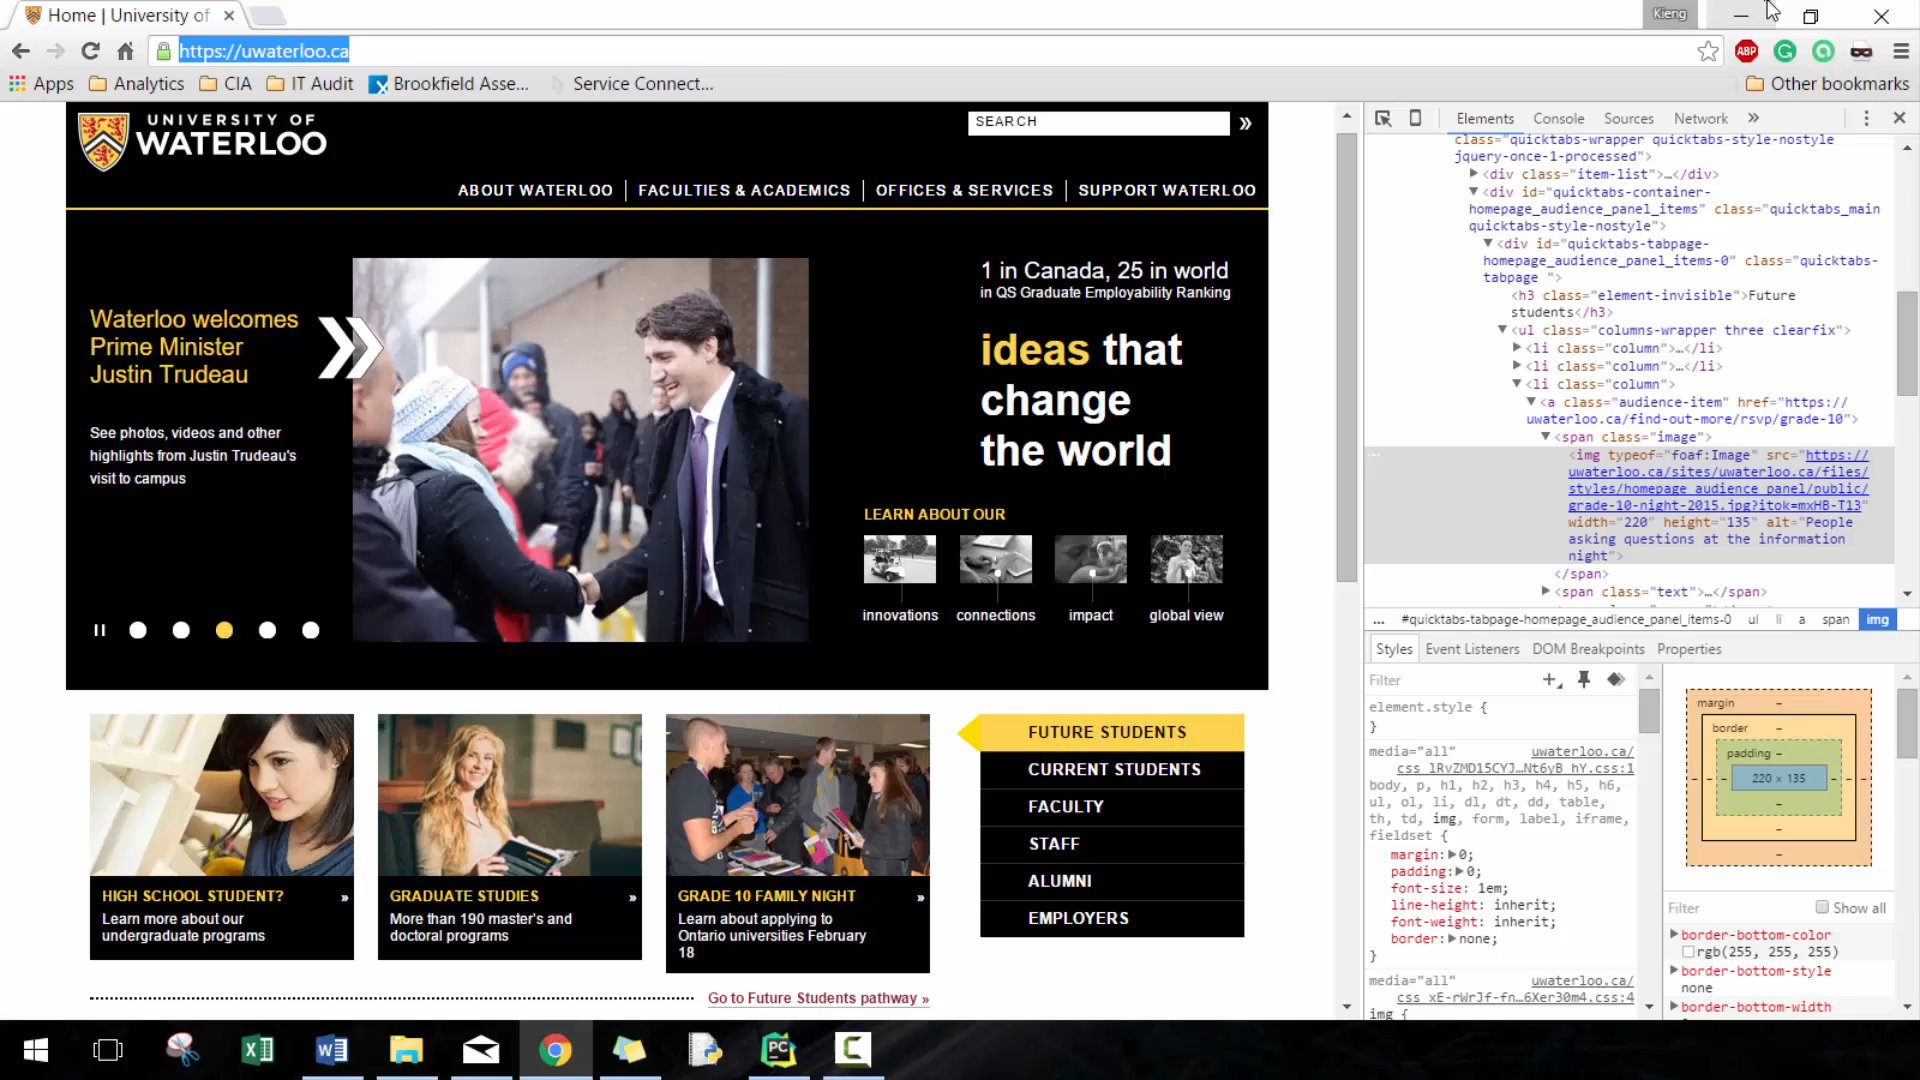 Home | University of
Kieng
https://uwaterloo.ca
ABP
Apps
Analytics
CIA
IT Audit
Brookfield Asse...
Service Connect...
Other bookmarks
UNIVERSITY OF
WATERLOO
SEARCH
ABOUT WATERLOO
FACULTIES & ACADEMICS
OFFICES & SERVICES
SUPPORT WATERLOO
Waterloo welcomes
Prime Minister
Justin Trudeau
See photos, videos and other
highlights from Justin Trudeau's
visit to campus
1 in Canada, 25 in world
in QS Graduate Employability Ranking
ideas that
change
the world
LEARN ABOUT OUR
innovations
connections
impact
global view
HIGH SCHOOL STUDENT? »
Learn more about our
undergraduate programs
GRADUATE STUDIES »
More than 190 master's and
doctoral programs
GRADE 10 FAMILY NIGHT »
Learn about applying to
Ontario universities February
18
FUTURE STUDENTS
CURRENT STUDENTS
FACULTY
STAFF
ALUMNI
EMPLOYERS
Go to Future Students pathway »
Elements
Console
Sources
Network
»
class="quicktabs-wrapper quicktabs-style-nostyle
jquery-once-1-processed">
<div class="item-list">…</div>
<div id="quicktabs-container-
homepage_audience_panel_items" class="quicktabs_main
quicktabs-style-nostyle">
<div id="quicktabs-tabpage-
homepage_audience_panel_items-0" class="quicktabs-
tabpage ">
<h3 class="element-invisible">Future
students</h3>
<ul class="columns-wrapper three clearfix">
<li class="column">…</li>
<li class="column">…</li>
<li class="column">
<a class="audience-item" href="https://
uwaterloo.ca/find-out-more/rsvp/grade-10">
<span class="image">
<img typeof="foaf:Image" src="https://
uwaterloo.ca/sites/uwaterloo.ca/files/
styles/homepage_audience_panel/public/
grade-10-night-2015.jpg?itok=mxHB-T13"
width="220" height="135" alt="People
asking questions at the information
night">
</span>
<span class="text">…</span>
... #quicktabs-tabpage-homepage_audience_panel_items-0 ul li a span img
Styles
Event Listeners
DOM Breakpoints
Properties
Filter
element.style {
}
media="all" uwaterloo.ca/
css_lRvZMD15CYJ…Nt6yB_hY.css:1
body, p, h1, h2, h3, h4, h5, h6,
ul, ol, li, dl, dt, dd, table,
th, td, img, form, label, iframe,
fieldset {
margin: 0;
padding: 0;
font-size: 1em;
line-height: inherit;
font-weight: inherit;
border: none;
}
media="all" uwaterloo.ca/
css_xE-rWrJf-fn…6Xer30m4.css:4
img {
margin –
border –
padding –
220 × 135
Filter
Show all
border-bottom-color
rgb(255, 255, 255)
border-bottom-style
none
border-bottom-width
PC